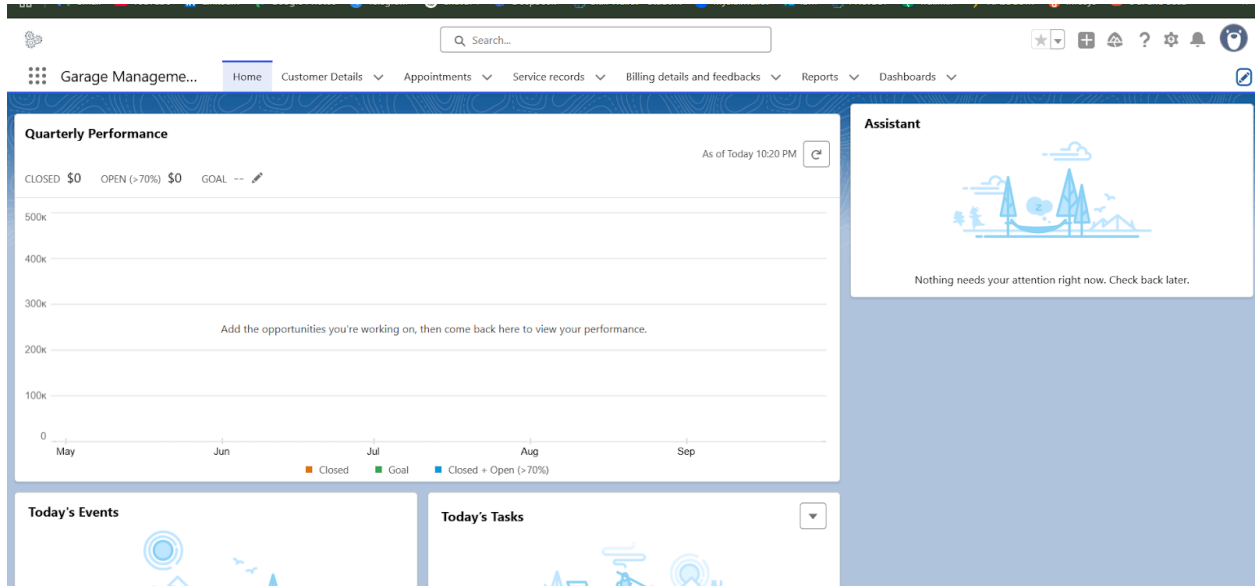 Search...
Garage Manageme... Home Customer Details Appointments Service records Billing details and feedbacks Reports Dashboards
Quarterly Performance
As of Today 10:20 PM
CLOSED $0 OPEN (>70%) $0 GOAL --
500K
400K
300K
Add the opportunities you're working on, then come back here to view your performance.
200K
100K
0
May Jun Jul Aug Sep
Closed Goal Closed + Open (>70%)
Assistant
Z
Nothing needs your attention right now. Check back later.
Today's Events
Today's Tasks